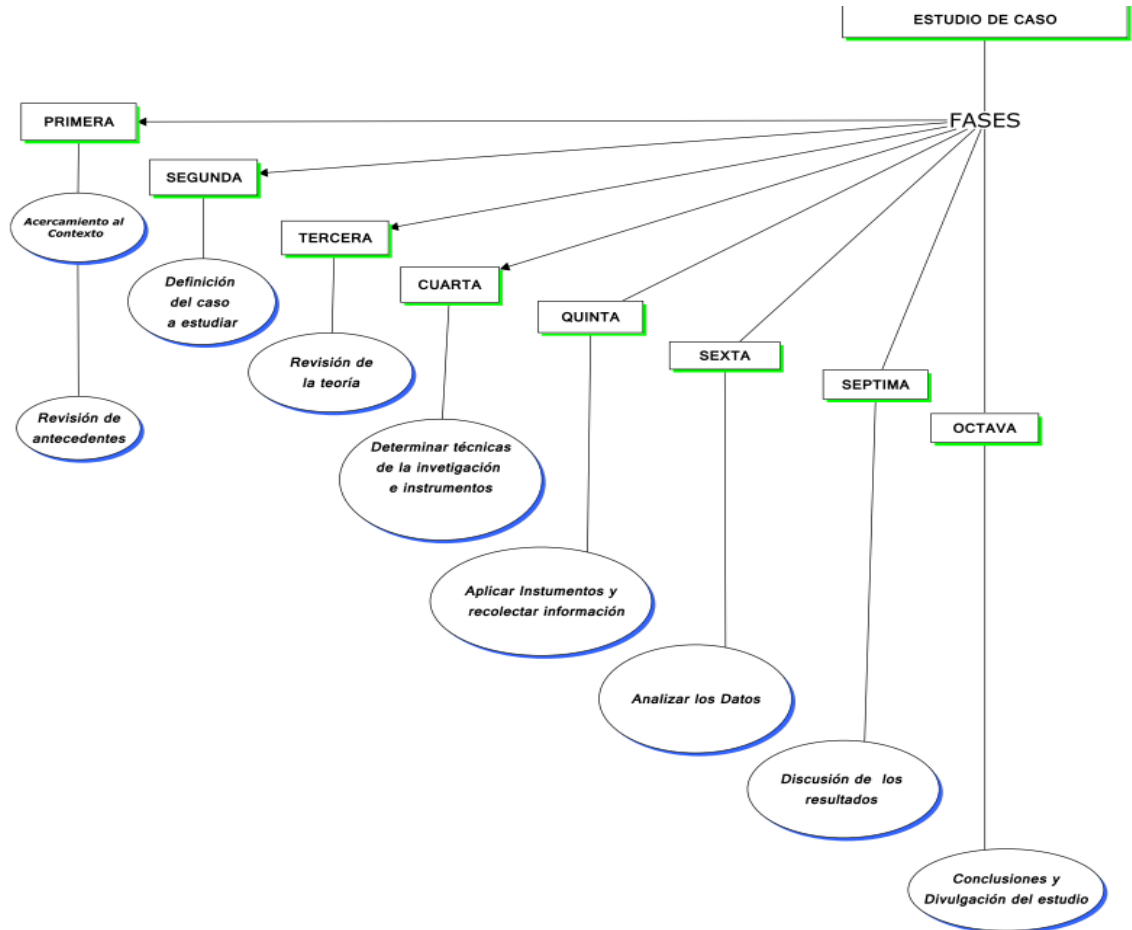 ESTUDIO DE CASO
FASES
PRIMERA
Acercamiento al
Contexto
Revisión de
antecedentes
SEGUNDA
Definición
del caso
a estudiar
TERCERA
Revisión de
la teoría
CUARTA
Determinar técnicas
de la invetigación
e instrumentos
QUINTA
Aplicar Instumentos y
recolectar información
SEXTA
Analizar los Datos
SEPTIMA
Discusión de los
resultados
OCTAVA
Conclusiones y
Divulgación del estudio